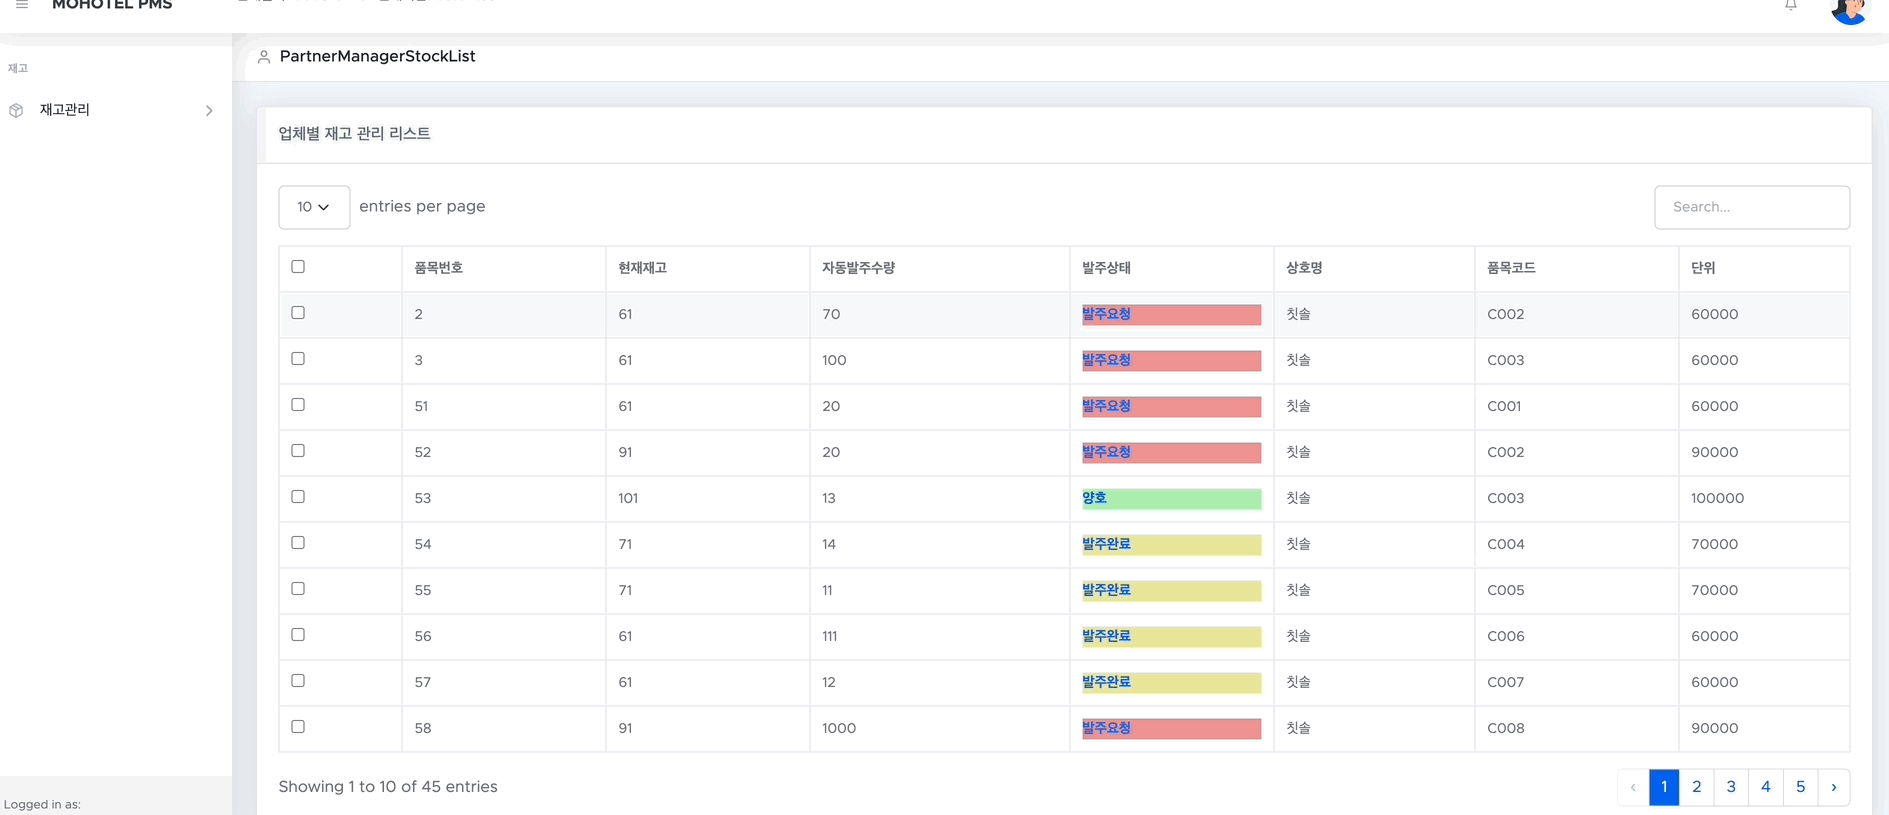 MOHOTEL PMS
PartnerManagerStockList
재고
재고관리
업체별 재고 관리 리스트
10 entries per page
Search...
품목번호 현재재고 자동발주수량 발주상태 상호명 품목코드 단위
2 61 70 발주요청 칫솔 C002 60000
3 61 100 발주요청 칫솔 C003 60000
51 61 20 발주요청 칫솔 C001 60000
52 91 20 발주요청 칫솔 C002 90000
53 101 13 양호 칫솔 C003 100000
54 71 14 발주완료 칫솔 C004 70000
55 71 11 발주완료 칫솔 C005 70000
56 61 111 발주완료 칫솔 C006 60000
57 61 12 발주완료 칫솔 C007 60000
58 91 1000 발주요청 칫솔 C008 90000
Showing 1 to 10 of 45 entries
‹ 1 2 3 4 5 ›
Logged in as: